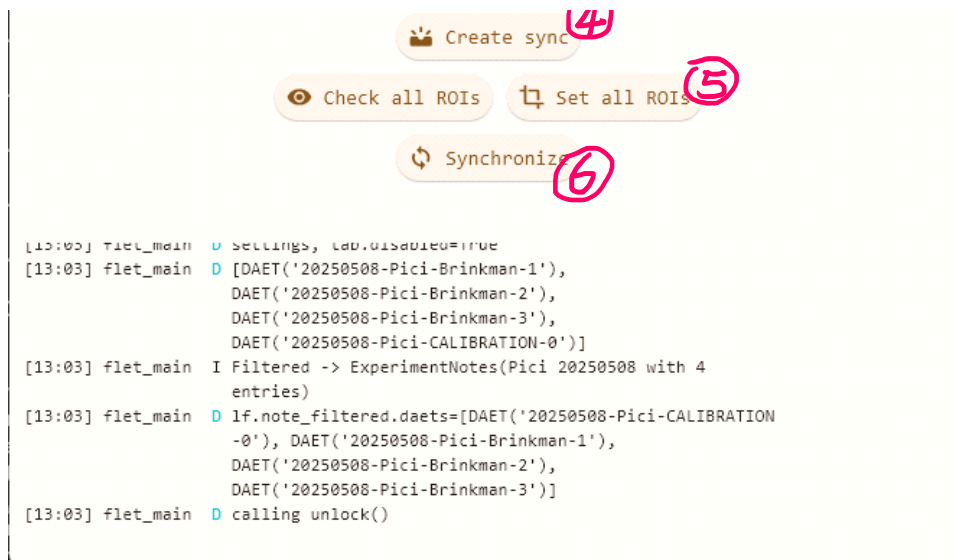 ④
Create sync
⑤
Check all ROIs
Set all ROIs
Synchronize
⑥
[13:03] flet_main D settings, tab.disabled=True
[13:03] flet_main D [DAET('20250508-Pici-Brinkman-1'),
DAET('20250508-Pici-Brinkman-2'),
DAET('20250508-Pici-Brinkman-3'),
DAET('20250508-Pici-CALIBRATION-0')]
[13:03] flet_main I Filtered -> ExperimentNotes(Pici 20250508 with 4
entries)
[13:03] flet_main D lf.note_filtered.daets=[DAET('20250508-Pici-CALIBRATION
-0'), DAET('20250508-Pici-Brinkman-1'),
DAET('20250508-Pici-Brinkman-2'),
DAET('20250508-Pici-Brinkman-3')]
[13:03] flet_main D calling unlock()